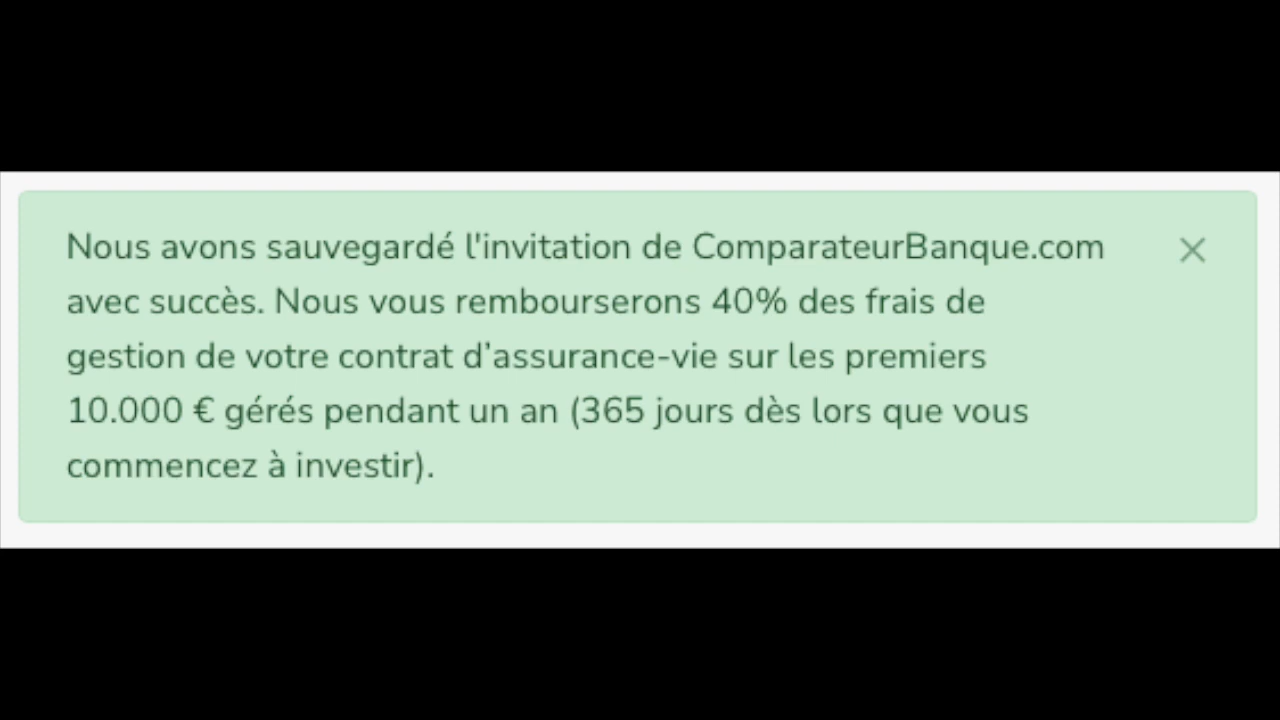 Nous avons sauvegardé l'invitation de ComparateurBanque.com
avec succès. Nous vous rembourserons 40% des frais de
gestion de votre contrat d’assurance-vie sur les premiers
10.000 € gérés pendant un an (365 jours dès lors que vous
commencez à investir).